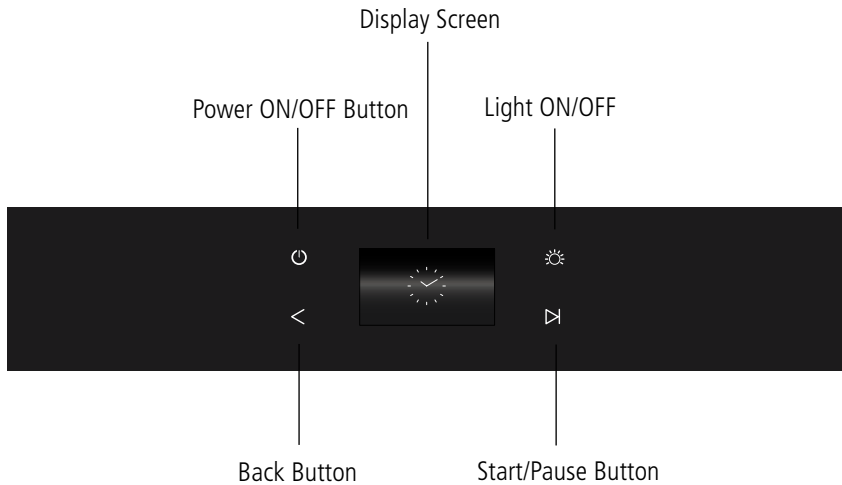 Display Screen
Power ON/OFF Button
Light ON/OFF
Back Button
Start/Pause Button